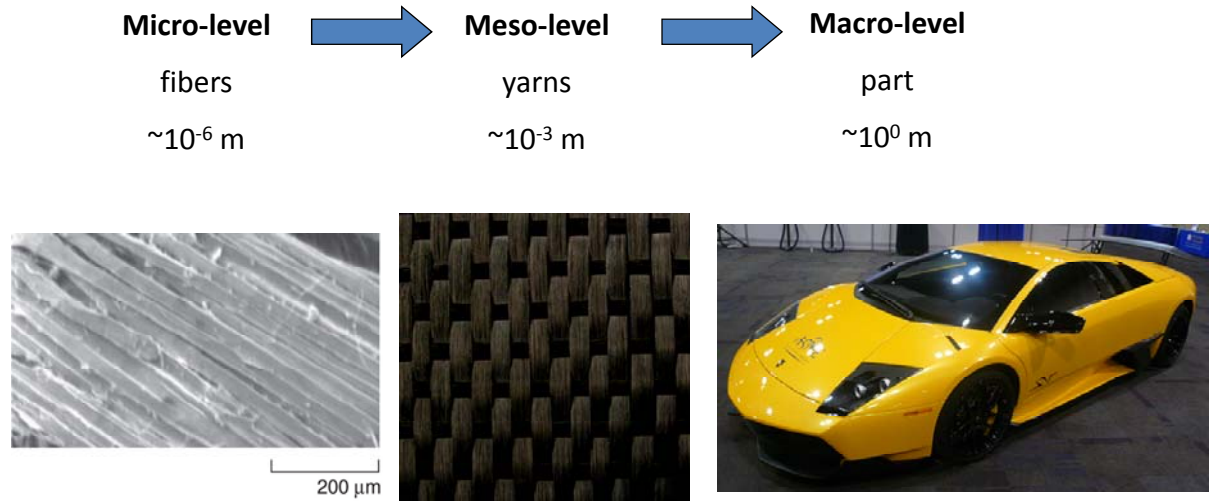 Micro-level Meso-level Macro-level
fibers yarns part
~10⁻⁶ m ~10⁻³ m ~10⁰ m
200 μm